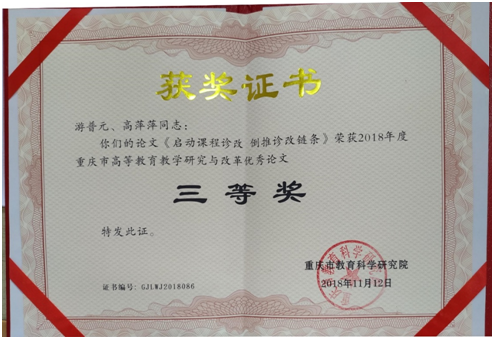 获奖证书
游普元、高萍萍同志：
你们的论文《启动课程诊改 倒推诊改链条》荣获2018年度
重庆市高等教育教学研究与改革优秀论文
三等奖
特发此证。
重庆市教育科学研究院
2018年11月12日
证书编号：GJLWJ2018086